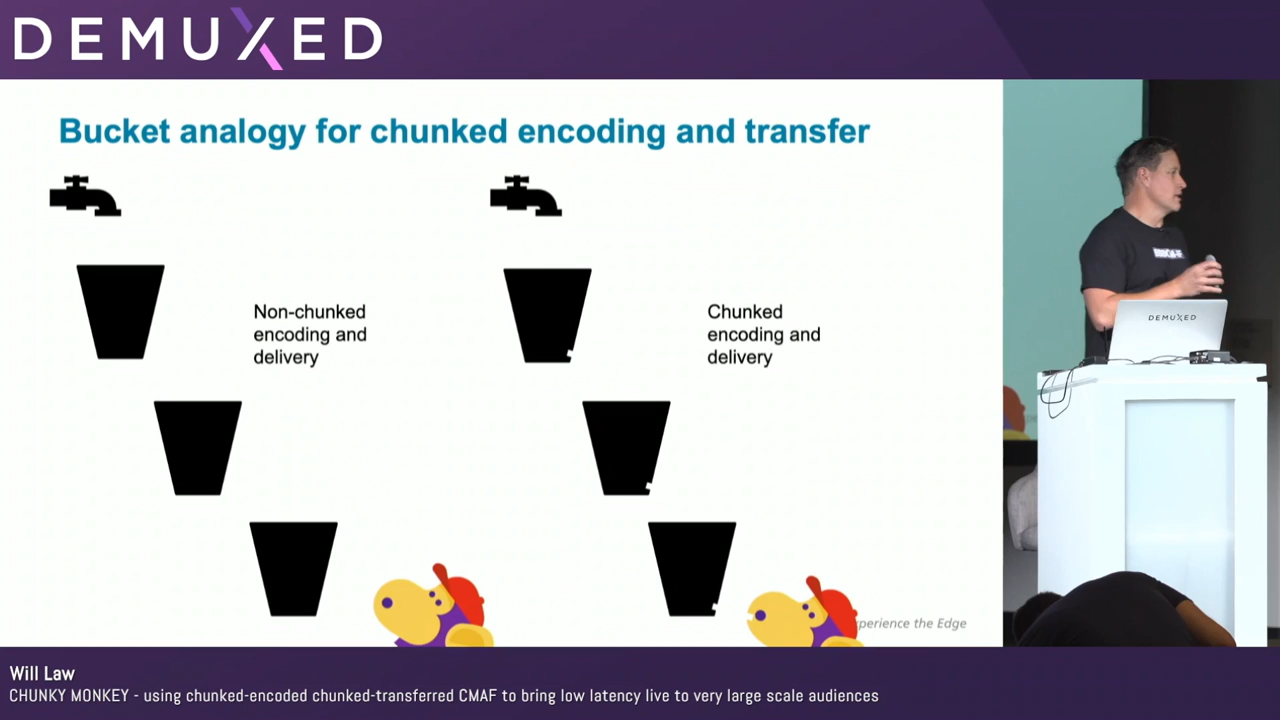 DEMUXED
Bucket analogy for chunked encoding and transfer
Non-chunked
encoding and
delivery
Chunked
encoding and
delivery
DEMUXED
perience the Edge
Will Law
CHUNKY MONKEY - using chunked-encoded chunked-transferred CMAF to bring low latency live to very large scale audiences